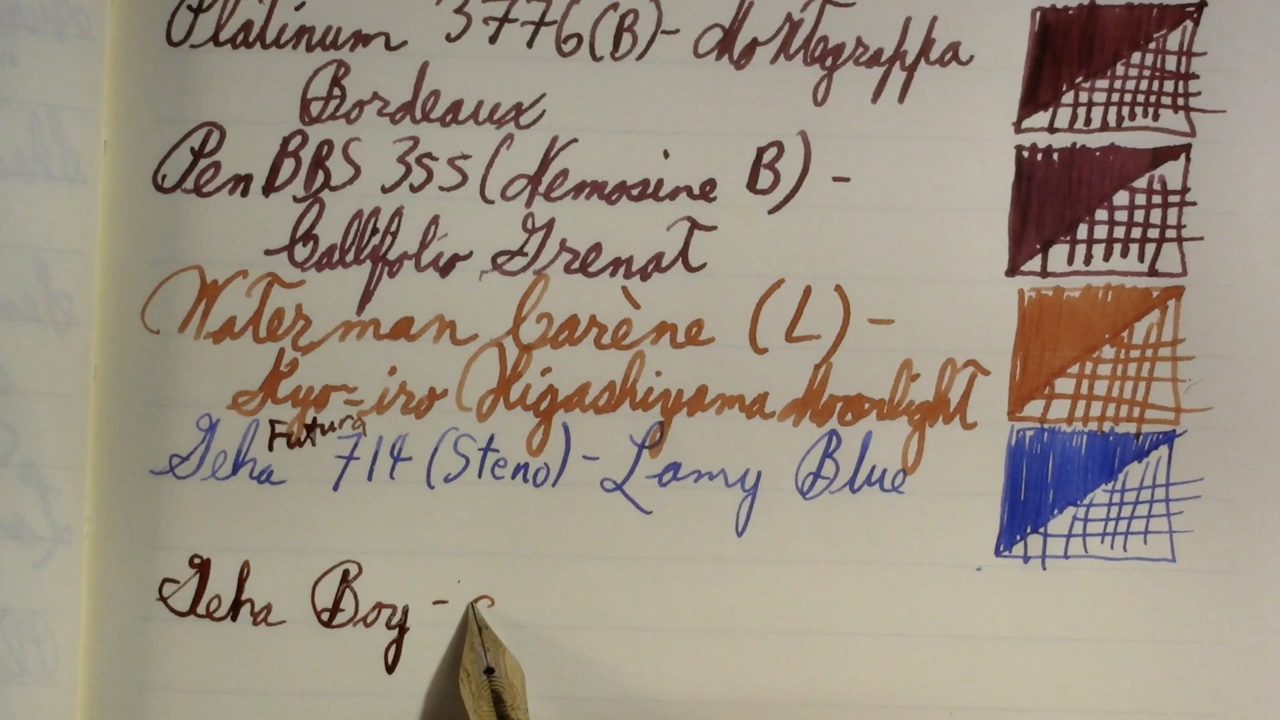 Platinum 3776 (B) - Montegrappa
Bordeaux
PenBBS 355 (Nemosine B) -
Callifolio Grenat
Waterman Carène (L) -
Kyo-iro Higashiyama Moonlight
Geha Futura 714 (Steno) - Lamy Blue
Geha Boy -